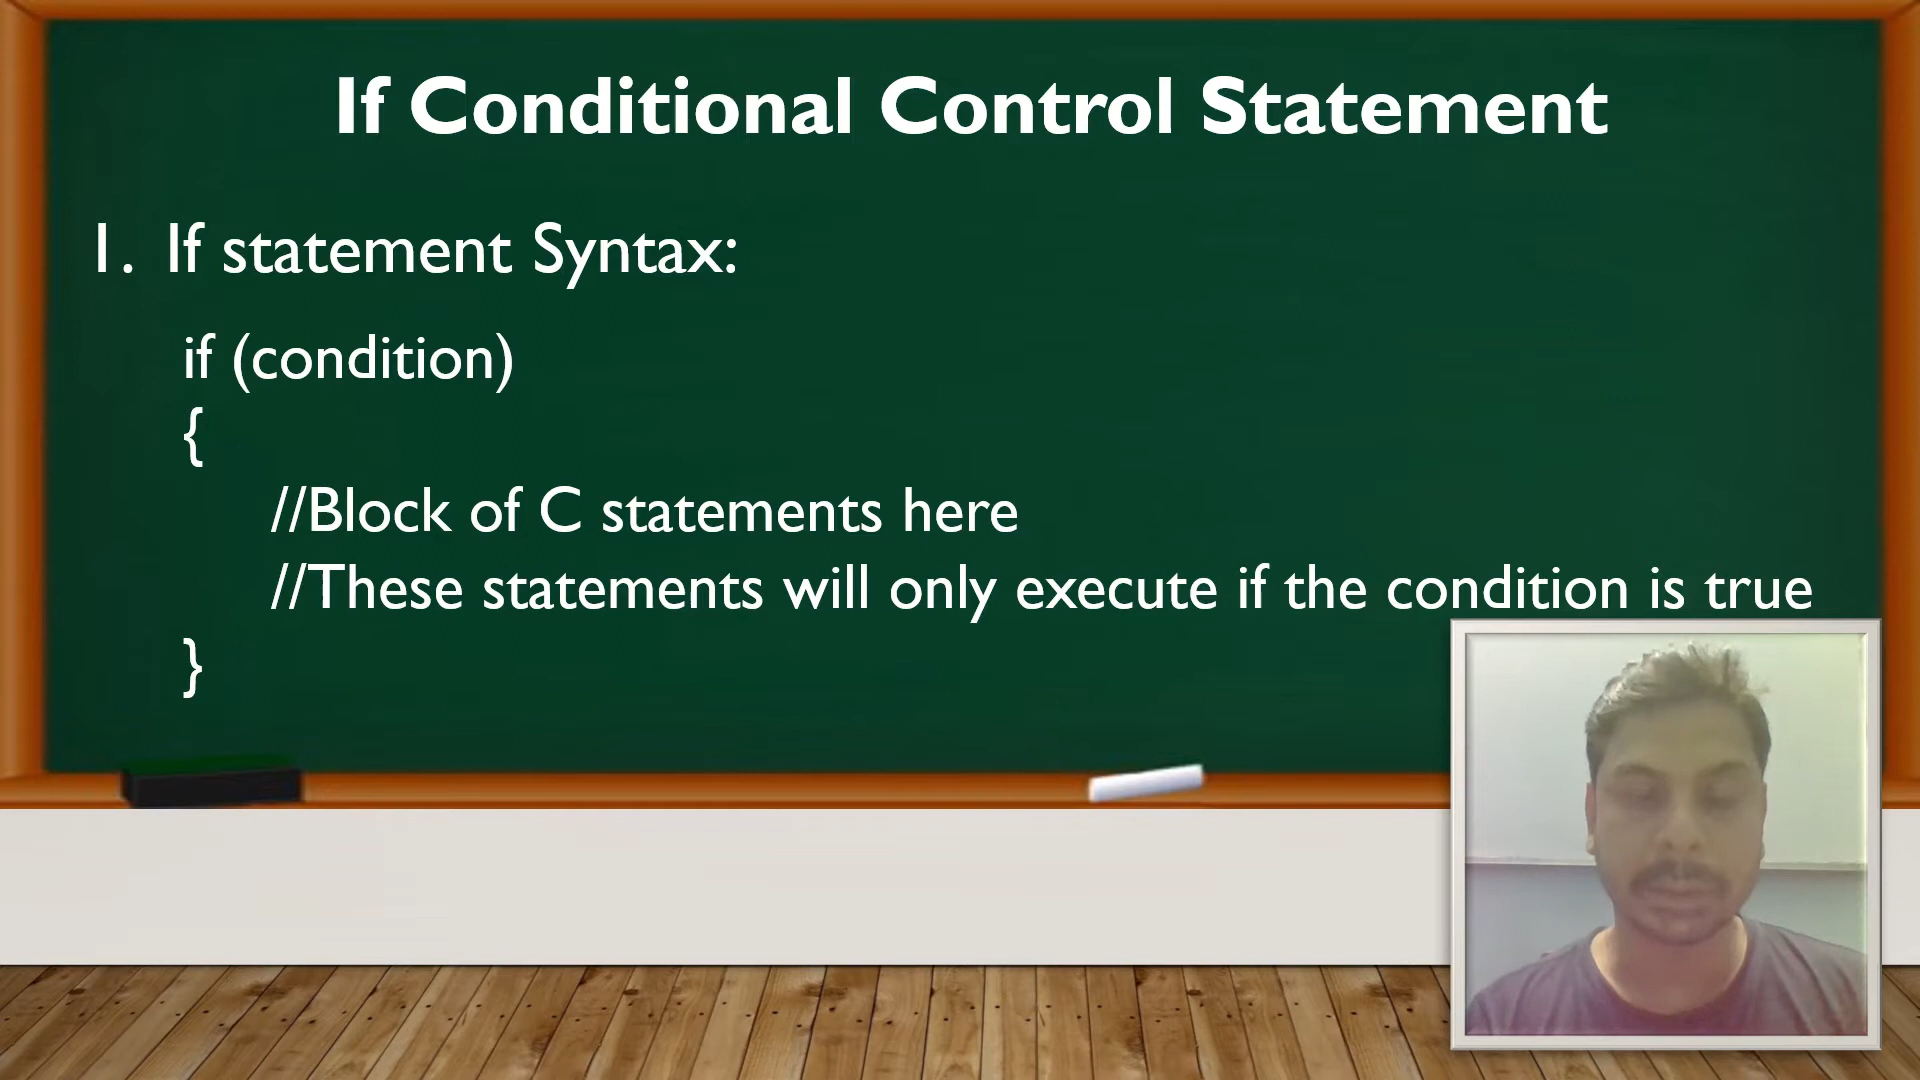 If Conditional Control Statement
1. If statement Syntax:
if (condition)
{
//Block of C statements here
//These statements will only execute if the condition is true
}